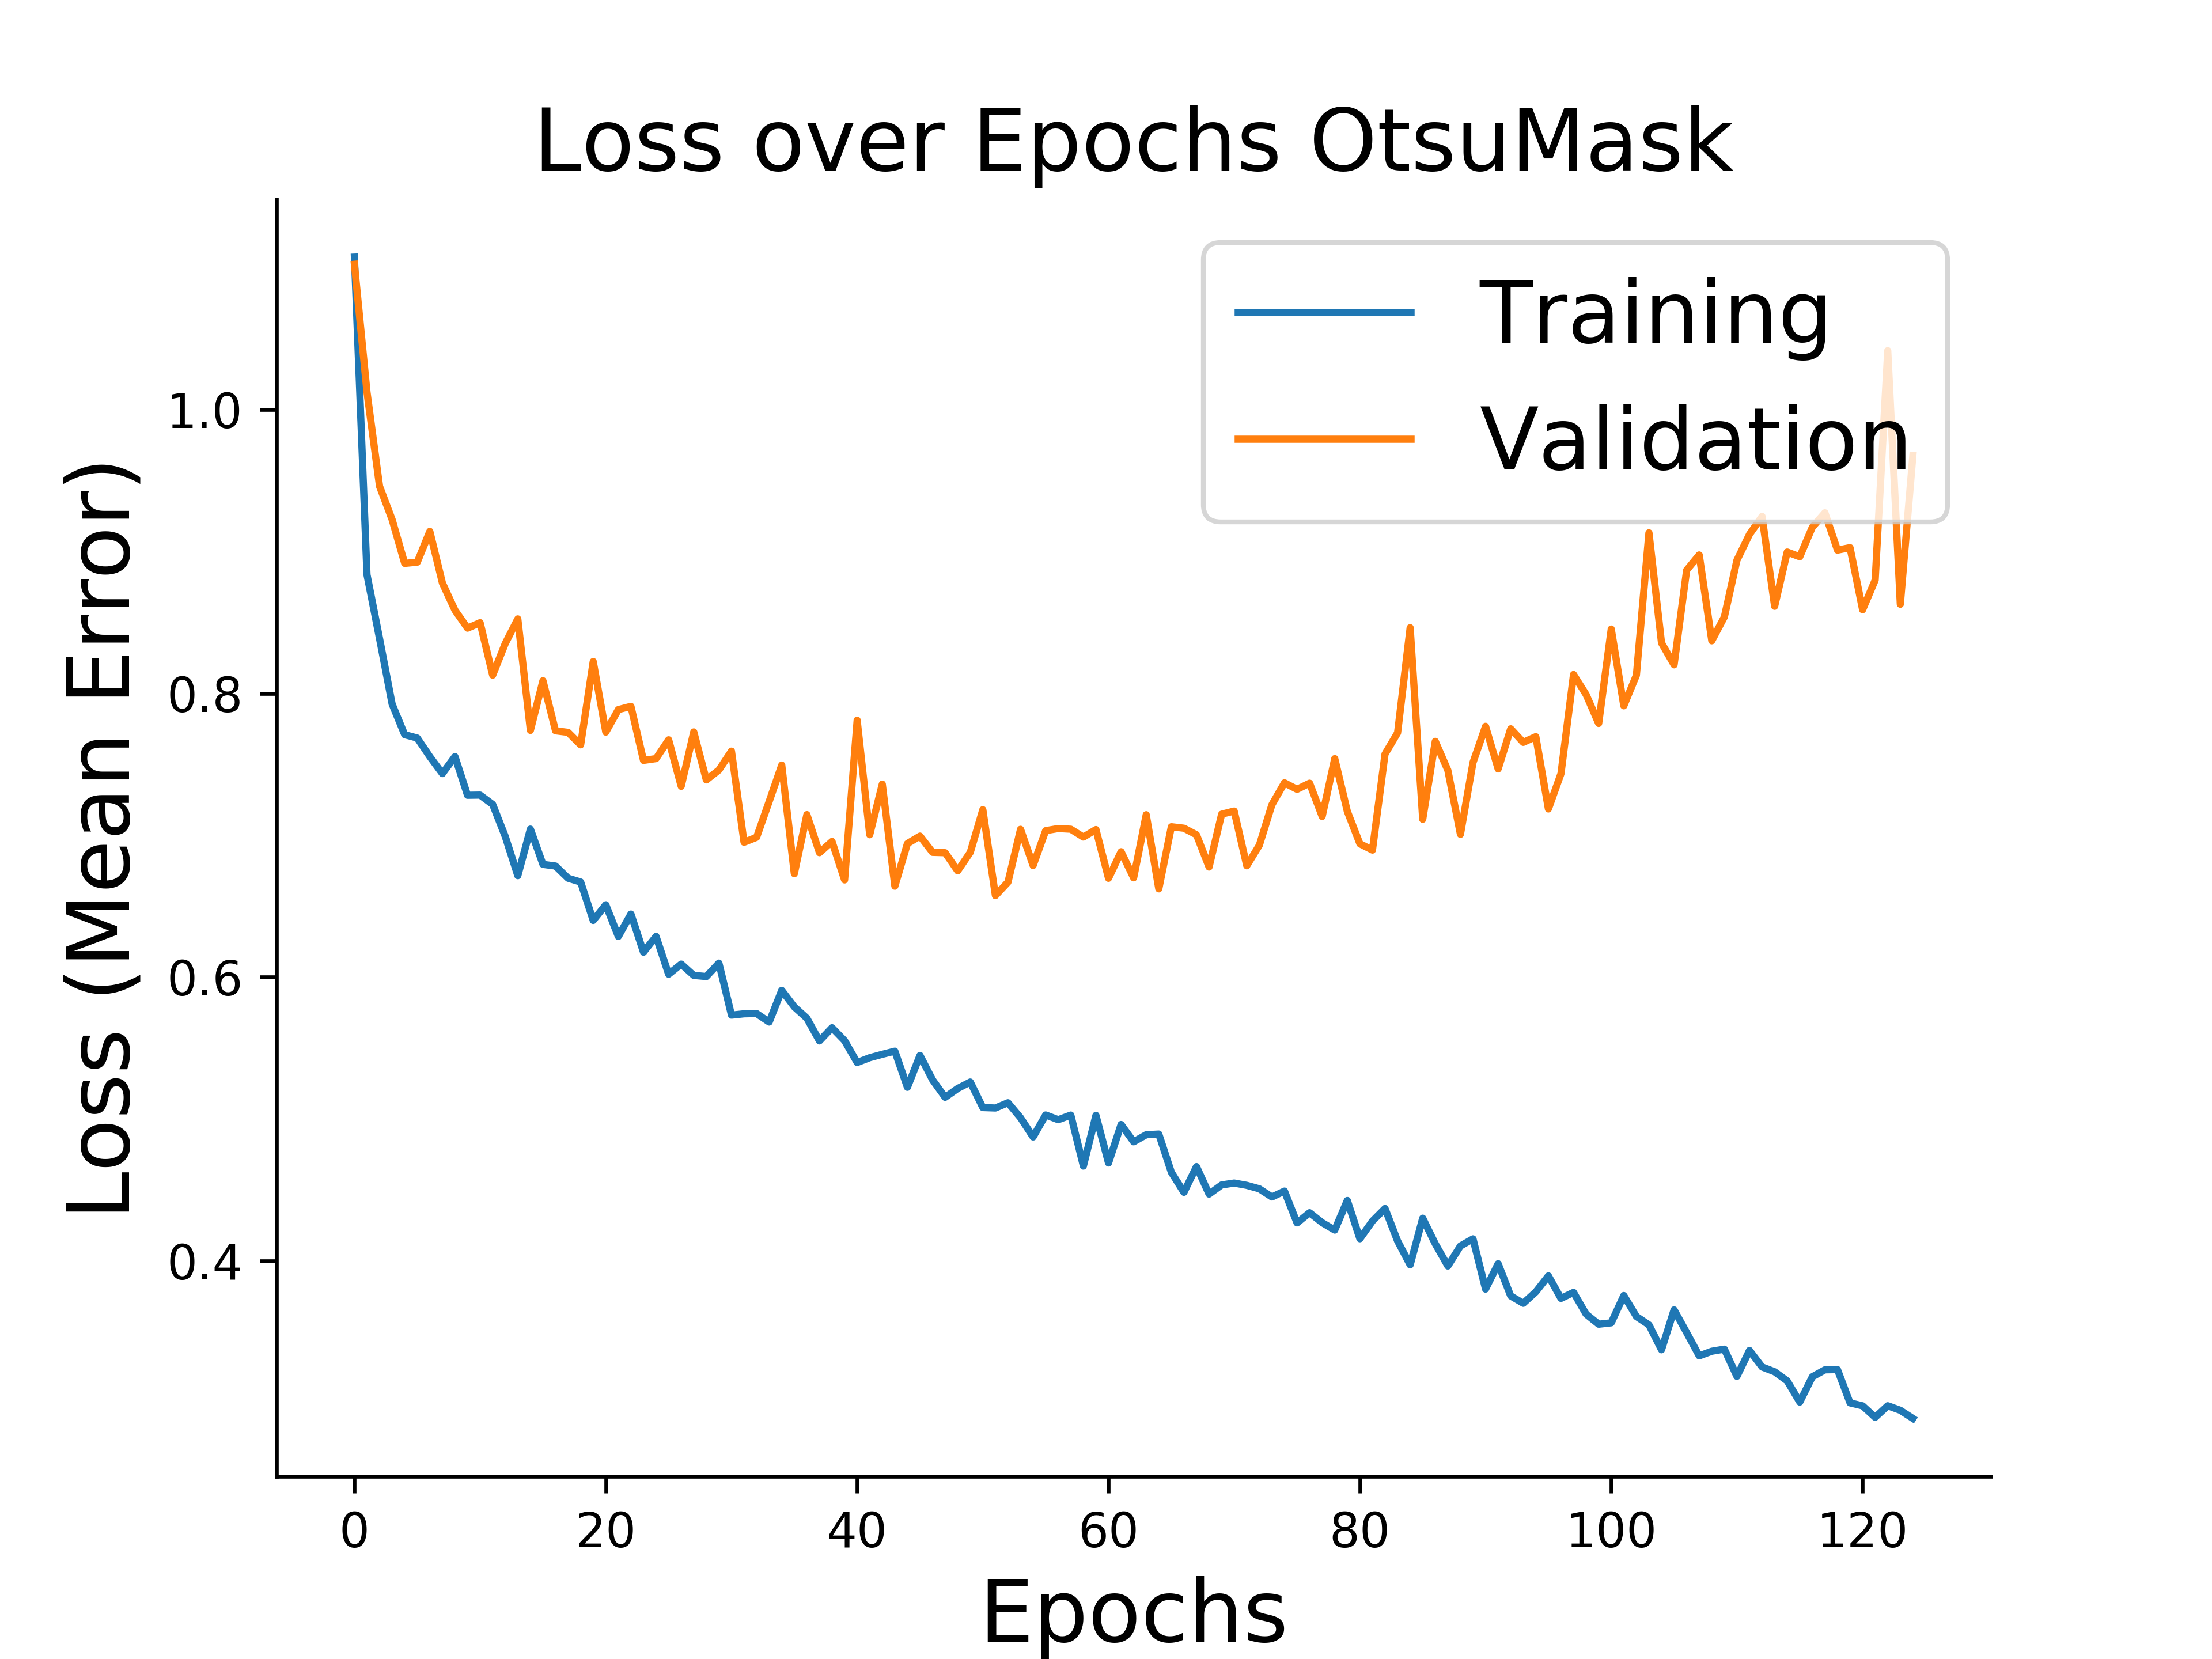 Loss over Epochs OtsuMask
Training
Validation
Loss (Mean Error)
1.0
0.8
0.6
0.4
0 20 40 60 80 100 120
Epochs